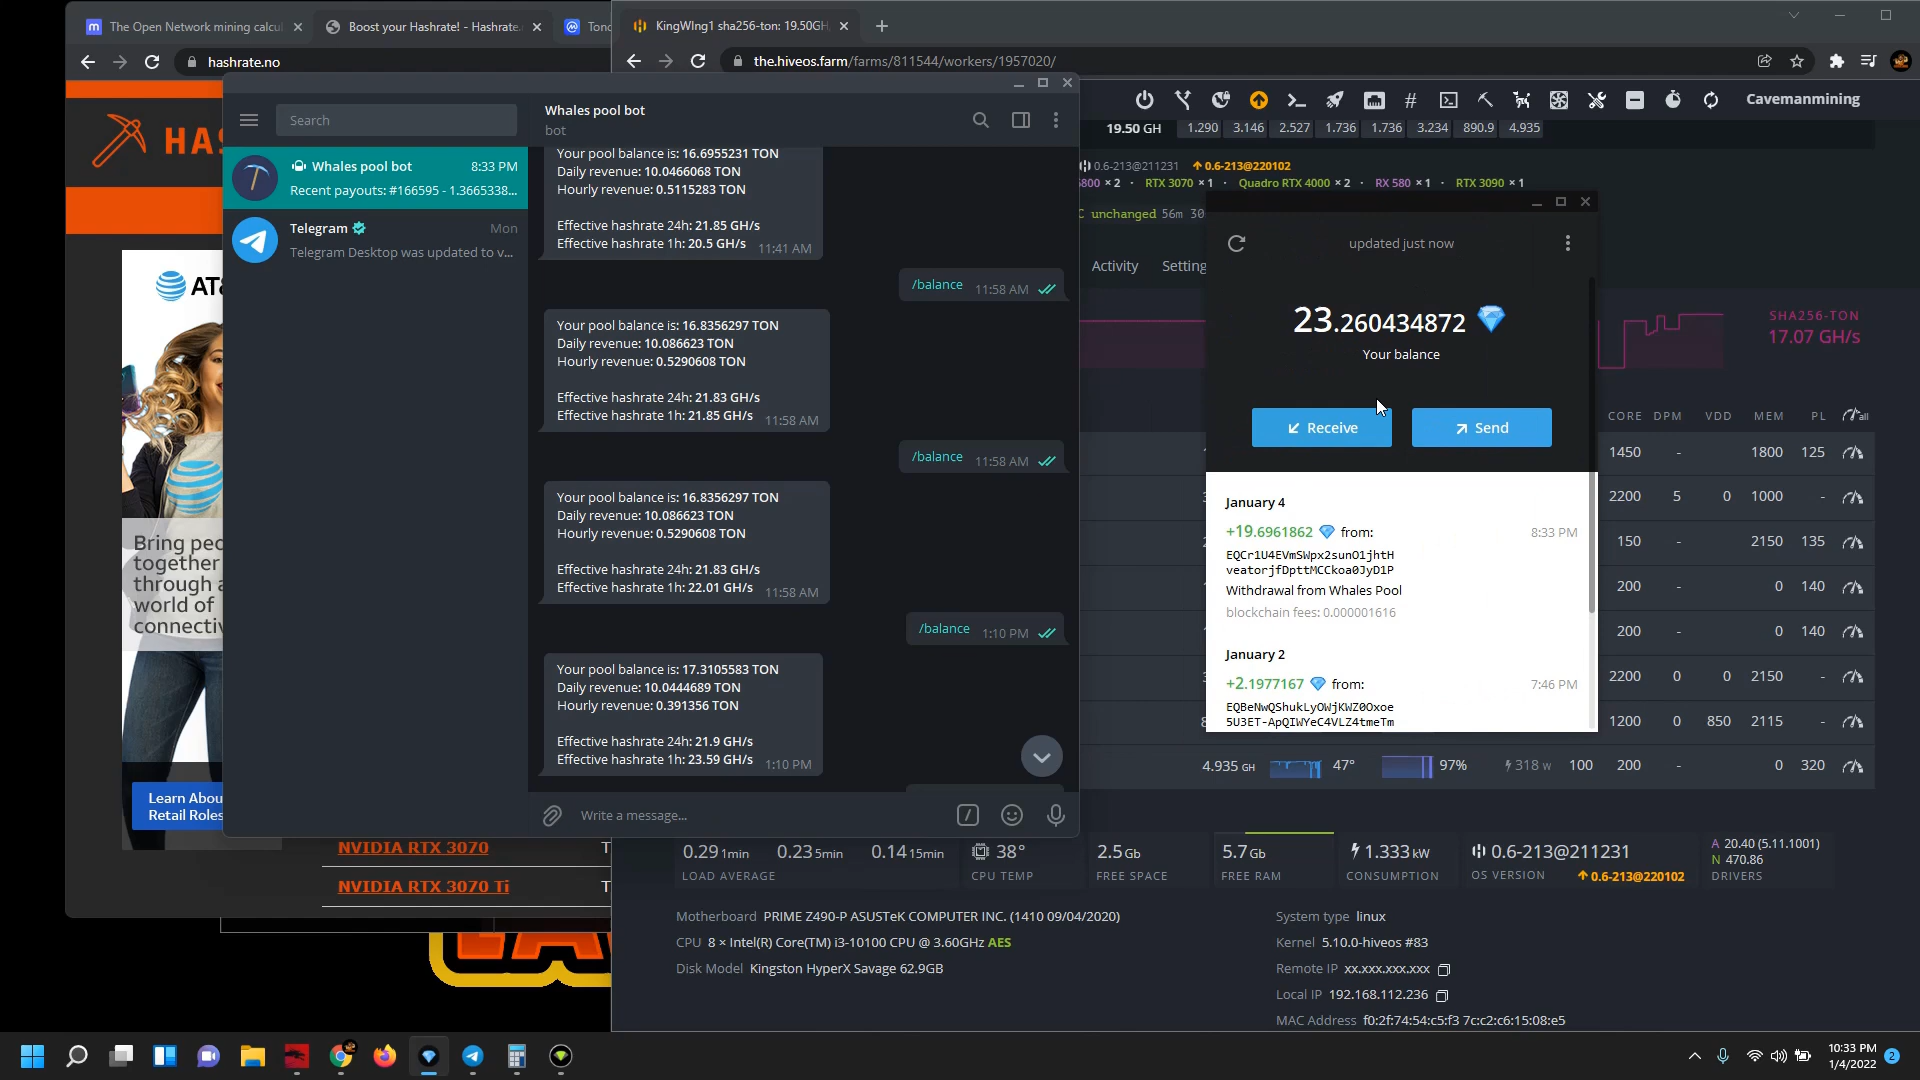 The Open Network mining calcu
Boost your Hashrate! - Hashrate.
Tonc
KingWIng1 sha256-ton: 19.50GH
hashrate.no
the.hiveos.farm/farms/811544/workers/1957020/
Cavemanmining
HAS
Search
Whales pool bot
bot
Whales pool bot 8:33 PM
Recent payouts: #166595 - 1.3665338...
Telegram Mon
Telegram Desktop was updated to v...
Your pool balance is: 16.6955231 TON
Daily revenue: 10.0466068 TON
Hourly revenue: 0.5115283 TON
Effective hashrate 24h: 21.85 GH/s
Effective hashrate 1h: 20.5 GH/s 11:41 AM
/balance 11:58 AM
Your pool balance is: 16.8356297 TON
Daily revenue: 10.086623 TON
Hourly revenue: 0.5290608 TON
Effective hashrate 24h: 21.83 GH/s
Effective hashrate 1h: 21.85 GH/s 11:58 AM
/balance 11:58 AM
Your pool balance is: 16.8356297 TON
Daily revenue: 10.086623 TON
Hourly revenue: 0.5290608 TON
Effective hashrate 24h: 21.83 GH/s
Effective hashrate 1h: 22.01 GH/s 11:58 AM
/balance 1:10 PM
Your pool balance is: 17.3105583 TON
Daily revenue: 10.0444689 TON
Hourly revenue: 0.391356 TON
Effective hashrate 24h: 21.9 GH/s
Effective hashrate 1h: 23.59 GH/s 1:10 PM
Write a message...
19.50 GH 1.290 3.146 2.527 1.736 1.736 3.234 890.9 4.935
0.6-213@211231 0.6-213@220102
5800 × 2 · RTX 3070 × 1 · Quadro RTX 4000 × 2 · RX 580 × 1 · RTX 3090 × 1
C unchanged 56m 30
Activity Setting
updated just now
23.260434872
Your balance
Receive
Send
January 4
+19.6961862 from: 8:33 PM
EQCr1U4EVmSWpx2sunO1jhtH
veatorjfDpttMCCkoa0JyD1P
Withdrawal from Whales Pool
blockchain fees: 0.000001616
January 2
+2.1977167 from: 7:46 PM
EQBeNwQShukLyOWjKWZ0Oxoe
5U3ET-ApQIWYeC4VLZ4tmeTm
SHA256-TON
17.07 GH/s
CORE DPM VDD MEM PL all
1450 - 1800 125
2200 5 0 1000 -
150 - 2150 135
200 - 0 140
200 - 0 140
2200 0 0 2150 -
1200 0 850 2115 -
4.935 GH 47° 97% 318 W 100 200 - 0 320
AT&
Bring peo
together
through a
world of
connectiv
Learn Abou
Retail Roles
NVIDIA RTX 3070 T
NVIDIA RTX 3070 Ti T
0.29 1min 0.23 5min 0.14 15min
LOAD AVERAGE
38°
CPU TEMP
2.5 Gb
FREE SPACE
5.7 Gb
FREE RAM
1.333 kW
CONSUMPTION
0.6-213@211231
OS VERSION 0.6-213@220102
A 20.40 (5.11.1001)
N 470.86
DRIVERS
Motherboard PRIME Z490-P ASUSTeK COMPUTER INC. (1410 09/04/2020)
CPU 8 × Intel(R) Core(TM) i3-10100 CPU @ 3.60GHz AES
Disk Model Kingston HyperX Savage 62.9GB
System type linux
Kernel 5.10.0-hiveos #83
Remote IP xx.xxx.xxx.xxx
Local IP 192.168.112.236
MAC Address f0:2f:74:54:c5:f3 7c:c2:c6:15:08:e5
10:33 PM
1/4/2022
2